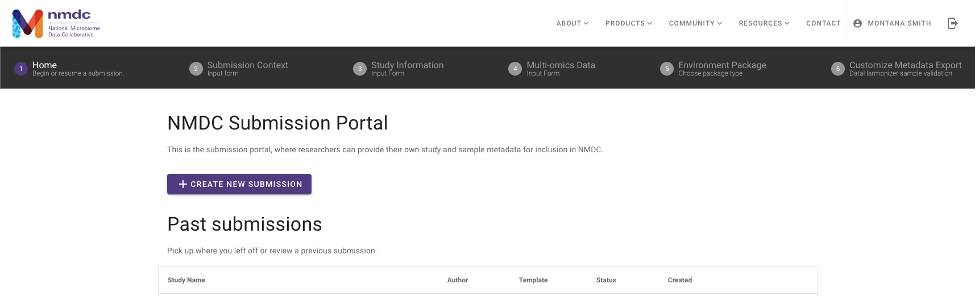 nmdc
National Microbiome
Data Collaborative
ABOUT PRODUCTS COMMUNITY RESOURCES CONTACT MONTANA SMITH
1 Home
Begin or resume a submission
2 Submission Context
Input form
3 Study Information
Input Form
4 Multi-omics Data
Input Form
5 Environment Package
Choose package type
6 Customize Metadata Export
DataHarmonizer sample validation
NMDC Submission Portal
This is the submission portal, where researchers can provide their own study and sample metadata for inclusion in NMDC.
+ CREATE NEW SUBMISSION
Past submissions
Pick up where you left off or review a previous submission.
Study Name Author Template Status Created